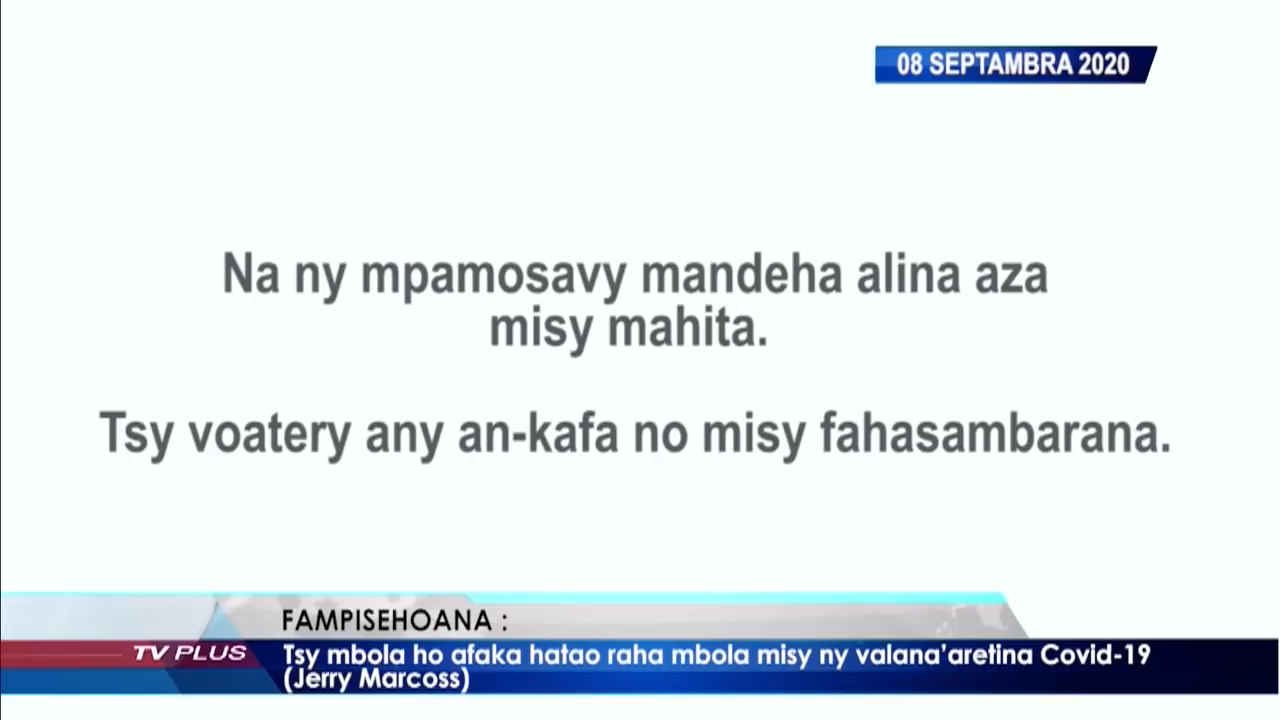 08 SEPTAMBRA 2020
Na ny mpamosavy mandeha alina aza
misy mahita.
Tsy voatery any an-kafa no misy fahasambarana.
FAMPISEHOANA :
TV PLUS
Tsy mbola ho afaka hatao raha mbola misy ny valana’aretina Covid-19
(Jerry Marcoss)